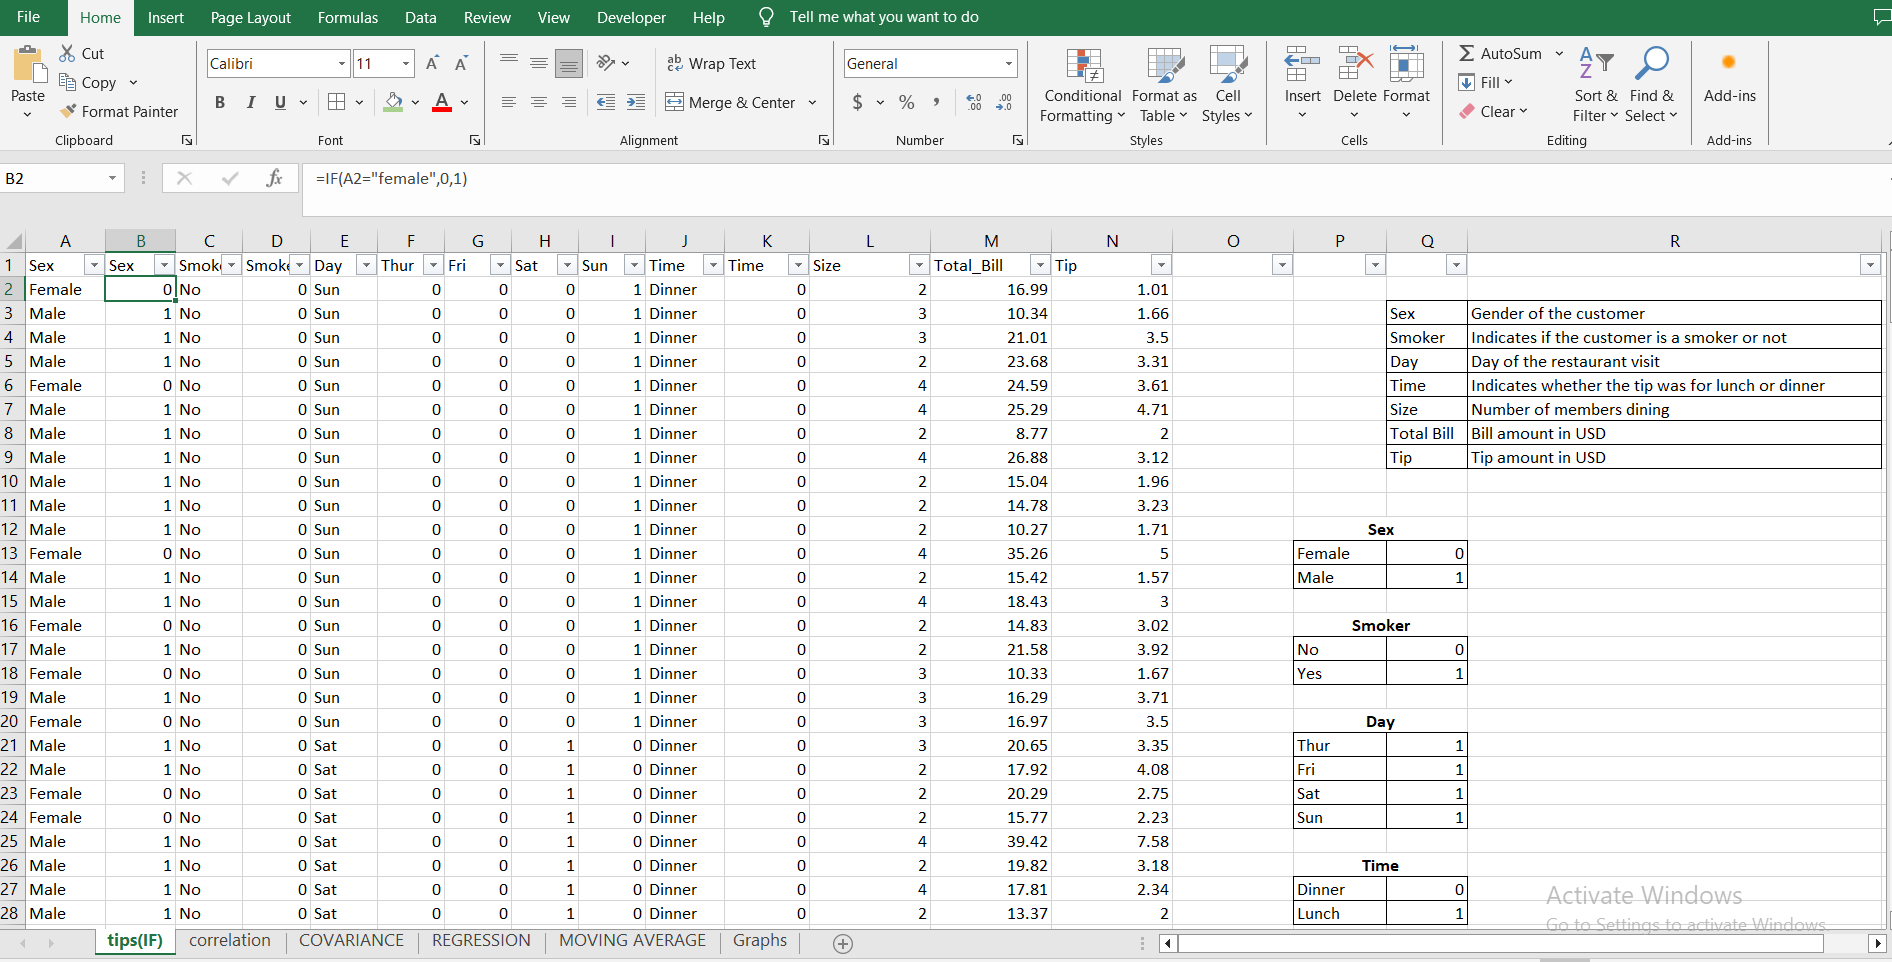 File Home Insert Page Layout Formulas Data Review View Developer Help Tell me what you want to do
Paste Cut Copy Format Painter
Clipboard
Calibri 11
B I U A
Font
Wrap Text
Merge & Center
Alignment
General
$ % ,
Number
Conditional Formatting Format as Table Cell Styles
Styles
Insert Delete Format
Cells
AutoSum
Fill
Clear
Sort & Filter Find & Select
Editing
Add-ins
Add-ins
B2 fx =IF(A2="female",0,1)
A B C D E F G H I J K L M N O P Q R
1 Sex Sex Smok Smoke Day Thur Fri Sat Sun Time Time Size Total_Bill Tip
2 Female 0 No 0 Sun 0 0 0 1 Dinner 0 2 16.99 1.01
3 Male 1 No 0 Sun 0 0 0 1 Dinner 0 3 10.34 1.66 Sex Gender of the customer
4 Male 1 No 0 Sun 0 0 0 1 Dinner 0 3 21.01 3.5 Smoker Indicates if the customer is a smoker or not
5 Male 1 No 0 Sun 0 0 0 1 Dinner 0 2 23.68 3.31 Day Day of the restaurant visit
6 Female 0 No 0 Sun 0 0 0 1 Dinner 0 4 24.59 3.61 Time Indicates whether the tip was for lunch or dinner
7 Male 1 No 0 Sun 0 0 0 1 Dinner 0 4 25.29 4.71 Size Number of members dining
8 Male 1 No 0 Sun 0 0 0 1 Dinner 0 2 8.77 2 Total Bill Bill amount in USD
9 Male 1 No 0 Sun 0 0 0 1 Dinner 0 4 26.88 3.12 Tip Tip amount in USD
10 Male 1 No 0 Sun 0 0 0 1 Dinner 0 2 15.04 1.96
11 Male 1 No 0 Sun 0 0 0 1 Dinner 0 2 14.78 3.23
12 Male 1 No 0 Sun 0 0 0 1 Dinner 0 2 10.27 1.71 Sex
13 Female 0 No 0 Sun 0 0 0 1 Dinner 0 4 35.26 5 Female 0
14 Male 1 No 0 Sun 0 0 0 1 Dinner 0 2 15.42 1.57 Male 1
15 Male 1 No 0 Sun 0 0 0 1 Dinner 0 4 18.43 3
16 Female 0 No 0 Sun 0 0 0 1 Dinner 0 2 14.83 3.02 Smoker
17 Male 1 No 0 Sun 0 0 0 1 Dinner 0 2 21.58 3.92 No 0
18 Female 0 No 0 Sun 0 0 0 1 Dinner 0 3 10.33 1.67 Yes 1
19 Male 1 No 0 Sun 0 0 0 1 Dinner 0 3 16.29 3.71
20 Female 0 No 0 Sun 0 0 0 1 Dinner 0 3 16.97 3.5 Day
21 Male 1 No 0 Sat 0 0 1 0 Dinner 0 3 20.65 3.35 Thur 1
22 Male 1 No 0 Sat 0 0 1 0 Dinner 0 2 17.92 4.08 Fri 1
23 Female 0 No 0 Sat 0 0 1 0 Dinner 0 2 20.29 2.75 Sat 1
24 Female 0 No 0 Sat 0 0 1 0 Dinner 0 2 15.77 2.23 Sun 1
25 Male 1 No 0 Sat 0 0 1 0 Dinner 0 4 39.42 7.58
26 Male 1 No 0 Sat 0 0 1 0 Dinner 0 2 19.82 3.18 Time
27 Male 1 No 0 Sat 0 0 1 0 Dinner 0 4 17.81 2.34 Dinner 0
28 Male 1 No 0 Sat 0 0 1 0 Dinner 0 2 13.37 2 Lunch 1
Activate Windows
Go to Settings to activate Windows.
tips(IF) correlation COVARIANCE REGRESSION MOVING AVERAGE Graphs